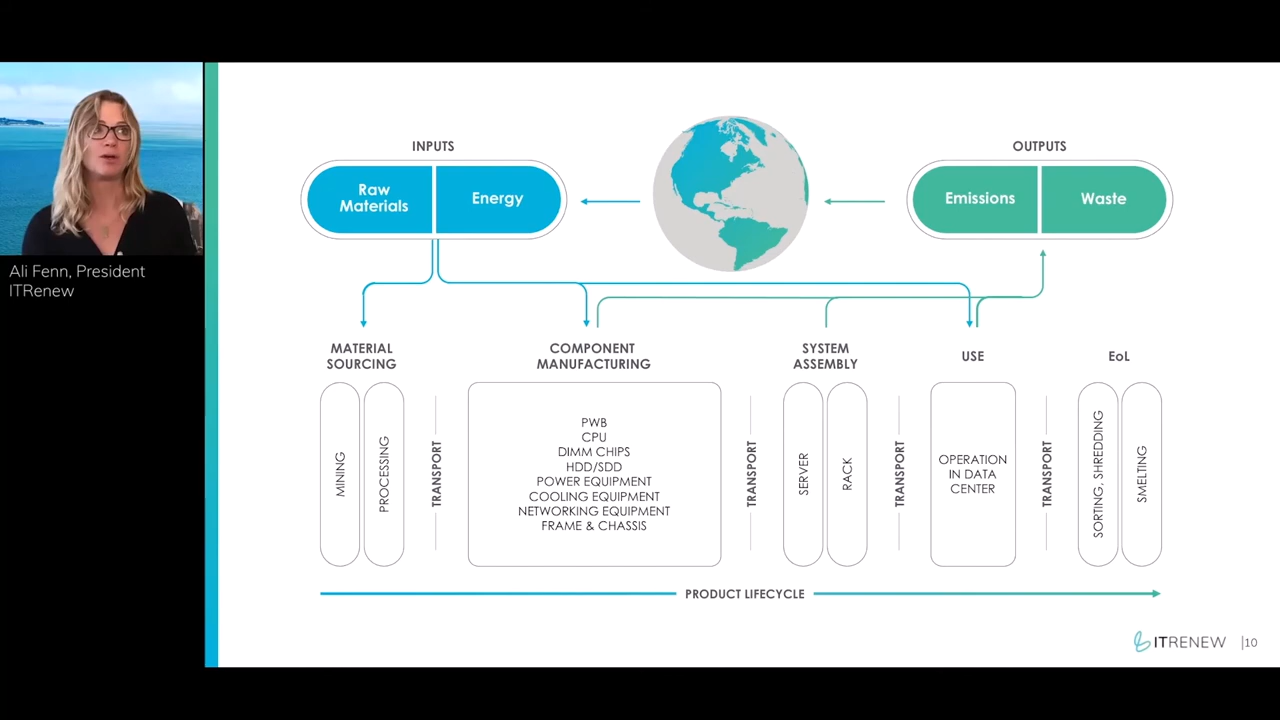 Ali Fenn, President
ITRenew
INPUTS
Raw
Materials
Energy
OUTPUTS
Emissions
Waste
MATERIAL
SOURCING
COMPONENT
MANUFACTURING
SYSTEM
ASSEMBLY
USE
EoL
MINING
PROCESSING
TRANSPORT
PWB
CPU
DIMM CHIPS
HDD/SDD
POWER EQUIPMENT
COOLING EQUIPMENT
NETWORKING EQUIPMENT
FRAME & CHASSIS
TRANSPORT
SERVER
RACK
TRANSPORT
OPERATION
IN DATA
CENTER
TRANSPORT
SORTING, SHREDDING
SMELTING
PRODUCT LIFECYCLE
ITRENEW |10